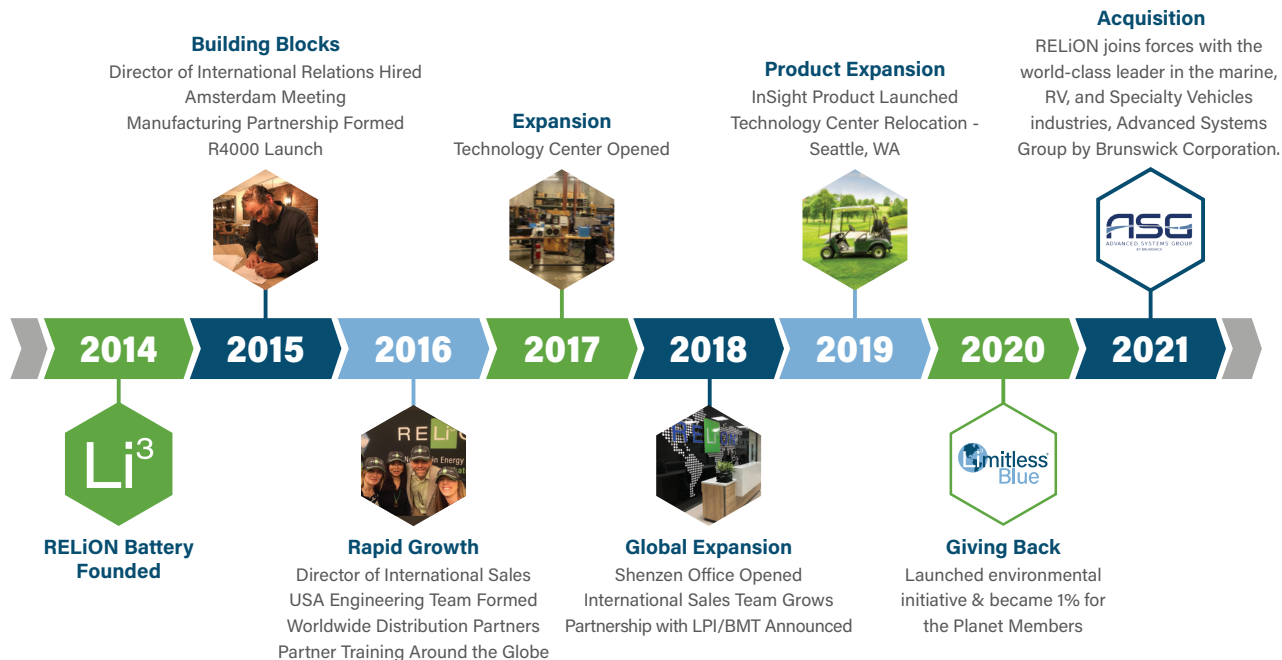 Building Blocks
Director of International Relations Hired
Amsterdam Meeting
Manufacturing Partnership Formed
R4000 Launch
Expansion
Technology Center Opened
Product Expansion
InSight Product Launched
Technology Center Relocation -
Seattle, WA
Acquisition
RELiON joins forces with the
world-class leader in the marine,
RV, and Specialty Vehicles
industries, Advanced Systems
Group by Brunswick Corporation.
ASG
ADVANCED SYSTEMS GROUP
BY BRUNSWICK
2014
2015
2016
2017
2018
2019
2020
2021
Li³
RELiON Battery
Founded
RELi
Energy
Rapid Growth
Director of International Sales
USA Engineering Team Formed
Worldwide Distribution Partners
Partner Training Around the Globe
RELiON
Global Expansion
Shenzen Office Opened
International Sales Team Grows
Partnership with LPI/BMT Announced
Limitless
Blue
Giving Back
Launched environmental
initiative & became 1% for
the Planet Members